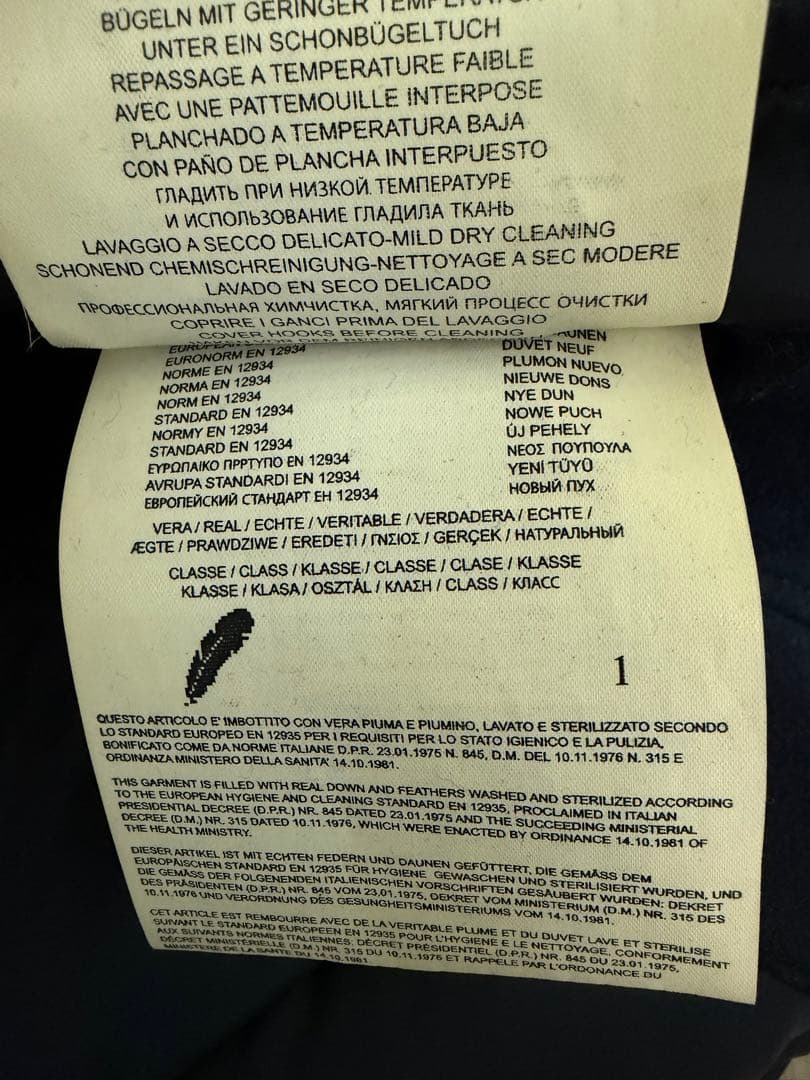 BÜGELN MIT GERINGER
UNTER EIN SCHONBÜGELTUCH
REPASSAGE A TEMPERATURE FAIBLE
AVEC UNE PATTEMOUILLE INTERPOSE
PLANCHADO A TEMPERATURA BAJA
CON PAÑO DE PLANCHA INTERPUESTO
ГЛАДИТЬ ПРИ НИЗКОЙ ТЕМПЕРАТУРЕ
И ИСПОЛЬЗОВАНИЕ ГЛАДИЛА ТКАНЬ
LAVAGGIO A SECCO DELICATO-MILD DRY CLEANING
SCHONEND CHEMISCHREINIGUNG-NETTOYAGE A SEC MODERE
LAVADO EN SECO DELICADO
ПРОФЕССИОНАЛЬНАЯ ХИМЧИСТКА, МЯГКИЙ ПРОЦЕСС ОЧИСТКИ
COPRIRE I GANCI PRIMA DEL LAVAGGIO
COVER HOOKS BEFORE CLEANING
EURONORM EN 12934 DUVET NEUF
NORME EN 12934 PLUMON NUEVO
NORMA EN 12934 NIEUWE DONS
NORM EN 12934 NYE DUN
STANDARD EN 12934 NOWE PUCH
NORMY EN 12934 ÚJ PEHELY
STANDARD EN 12934 ΝΕΟΣ ΠΟΥΠΟΥΛΑ
ΕΥΡΩΠΑΙΚΟ ΠΡΡΤΥΠΟ EN 12934 YENİ TÜYÜ
AVRUPA STANDARDI EN 12934 НОВЫЙ ПУХ
ЕВРОПЕЙСКИЙ СТАНДАРТ ЕН 12934
VERA / REAL / ECHTE / VERITABLE / VERDADERA / ECHTE /
ÆGTE / PRAWDZIWE / EREDETI / ΓΝΣΙΟΣ / GERÇEK / НАТУРАЛЬНЫЙ
CLASSE / CLASS / KLASSE / CLASSE / CLASE / KLASSE
KLASSE / KLASA / OSZTÁL / ΚΛΑΣΗ / CLASS / КЛАСС
1
QUESTO ARTICOLO E' IMBOTTITO CON VERA PIUMA E PIUMINO, LAVATO E STERILIZZATO SECONDO
LO STANDARD EUROPEO EN 12935 PER I REQUISITI PER LO STATO IGIENICO E LA PULIZIA,
BONIFICATO COME DA NORME ITALIANE D.P.R. 23.01.1975 N. 845, D.M. DEL 10.11.1976 N. 315 E
ORDINANZA MINISTERO DELLA SANITA' 14.10.1981.
THIS GARMENT IS FILLED WITH REAL DOWN AND FEATHERS WASHED AND STERILIZED ACCORDING
TO THE EUROPEAN HYGIENE AND CLEANING STANDARD EN 12935, PROCLAIMED IN ITALIAN
PRESIDENTIAL DECREE (D.P.R.) NR. 845 DATED 23.01.1975 AND THE SUCCEEDING MINISTERIAL
DECREE (D.M.) NR. 315 DATED 10.11.1976, WHICH WERE ENACTED BY ORDINANCE 14.10.1981 OF
THE HEALTH MINISTRY.
DIESER ARTIKEL IST MIT ECHTEN FEDERN UND DAUNEN GEFÜTTERT, DIE GEMÄSS DEM
EUROPÄISCHEN STANDARD EN 12935 FÜR HYGIENE GEWASCHEN UND STERILISIERT WURDEN, UND
DIE GEMÄSS DER FOLGENENDEN ITALIENISCHEN VORSCHRIFTEN GESÄUBERT WURDEN: DEKRET
DES PRÄSIDENTEN (D.P.R.) NR. 845 VOM 23.01.1975, DEKRET VOM MINISTERIUM (D.M.) NR. 315 DES
10.11.1976 UND VERORDNUNG DES GESUNGHEITSMINISTERIUMS VOM 14.10.1981.
CET ARTICLE EST REMBOURRE AVEC DE LA VERITABLE PLUME ET DU DUVET LAVE ET STERILISE
SUIVANT LE STANDARD EUROPEEN EN 12935 POUR L'HYGIENE E LE NETTOYAGE, CONFORMEMENT
AUX SUIVANTS NORMES ITALIENNES: DÉCRET PRÉSIDENTIEL (D.P.R.) NR. 845 DU 23.01.1975,
DÉCRET MINISTÉRIELLE (D.M.) NR. 315 DU 10.11.1976 ET RAPPELE PAR L'ORDONANCE DU
MINISTERE DE LA SANTE DU 14.10.1981